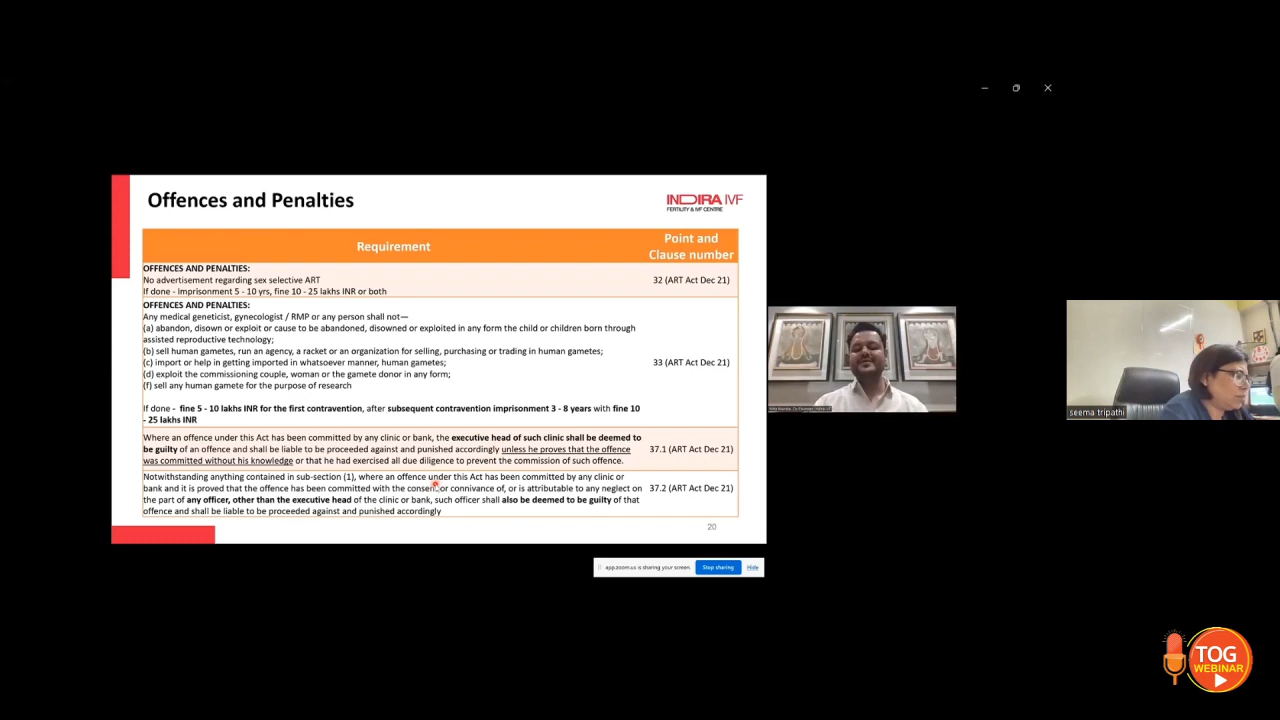 Offences and Penalties
INDIRA IVF
FERTILITY & IVF CENTRE
Requirement
Point and
Clause number
OFFENCES AND PENALTIES:
No advertisement regarding sex selective ART
If done - Imprisonment 5 - 10 yrs, fine 10 - 25 lakhs INR or both
32 (ART Act Dec 21)
OFFENCES AND PENALTIES:
Any medical geneticist, gynecologist / RMP or any person shall not—
(a) abandon, disown or exploit or cause to be abandoned, disowned or exploited in any form the child or children born through
assisted reproductive technology;
(b) sell human gametes, run an agency, a racket or an organization for selling, purchasing or trading in human gametes;
(c) import or help in getting imported in whatsoever manner, human gametes;
(d) exploit the commissioning couple, woman or the gamete donor in any form;
(f) sell any human gamete for the purpose of research
If done - fine 5 - 10 lakhs INR for the first contravention, after subsequent contravention imprisonment 3 - 8 years with fine 10
- 25 lakhs INR
33 (ART Act Dec 21)
Where an offence under this Act has been committed by any clinic or bank, the executive head of such clinic shall be deemed to
be guilty of an offence and shall be liable to be proceeded against and punished accordingly unless he proves that the offence
was committed without his knowledge or that he had exercised all due diligence to prevent the commission of such offence.
37.1 (ART Act Dec 21)
Notwithstanding anything contained in sub-section (1), where an offence under this Act has been committed by any clinic or
bank and it is proved that the offence has been committed with the consent or connivance of, or is attributable to any neglect on
the part of any officer, other than the executive head of the clinic or bank, such officer shall also be deemed to be guilty of that
offence and shall be liable to be proceeded against and punished accordingly
37.2 (ART Act Dec 21)
20
app.zoom.us is sharing your screen.
Stop sharing
Hide
seema tripathi
TOG
WEBINAR